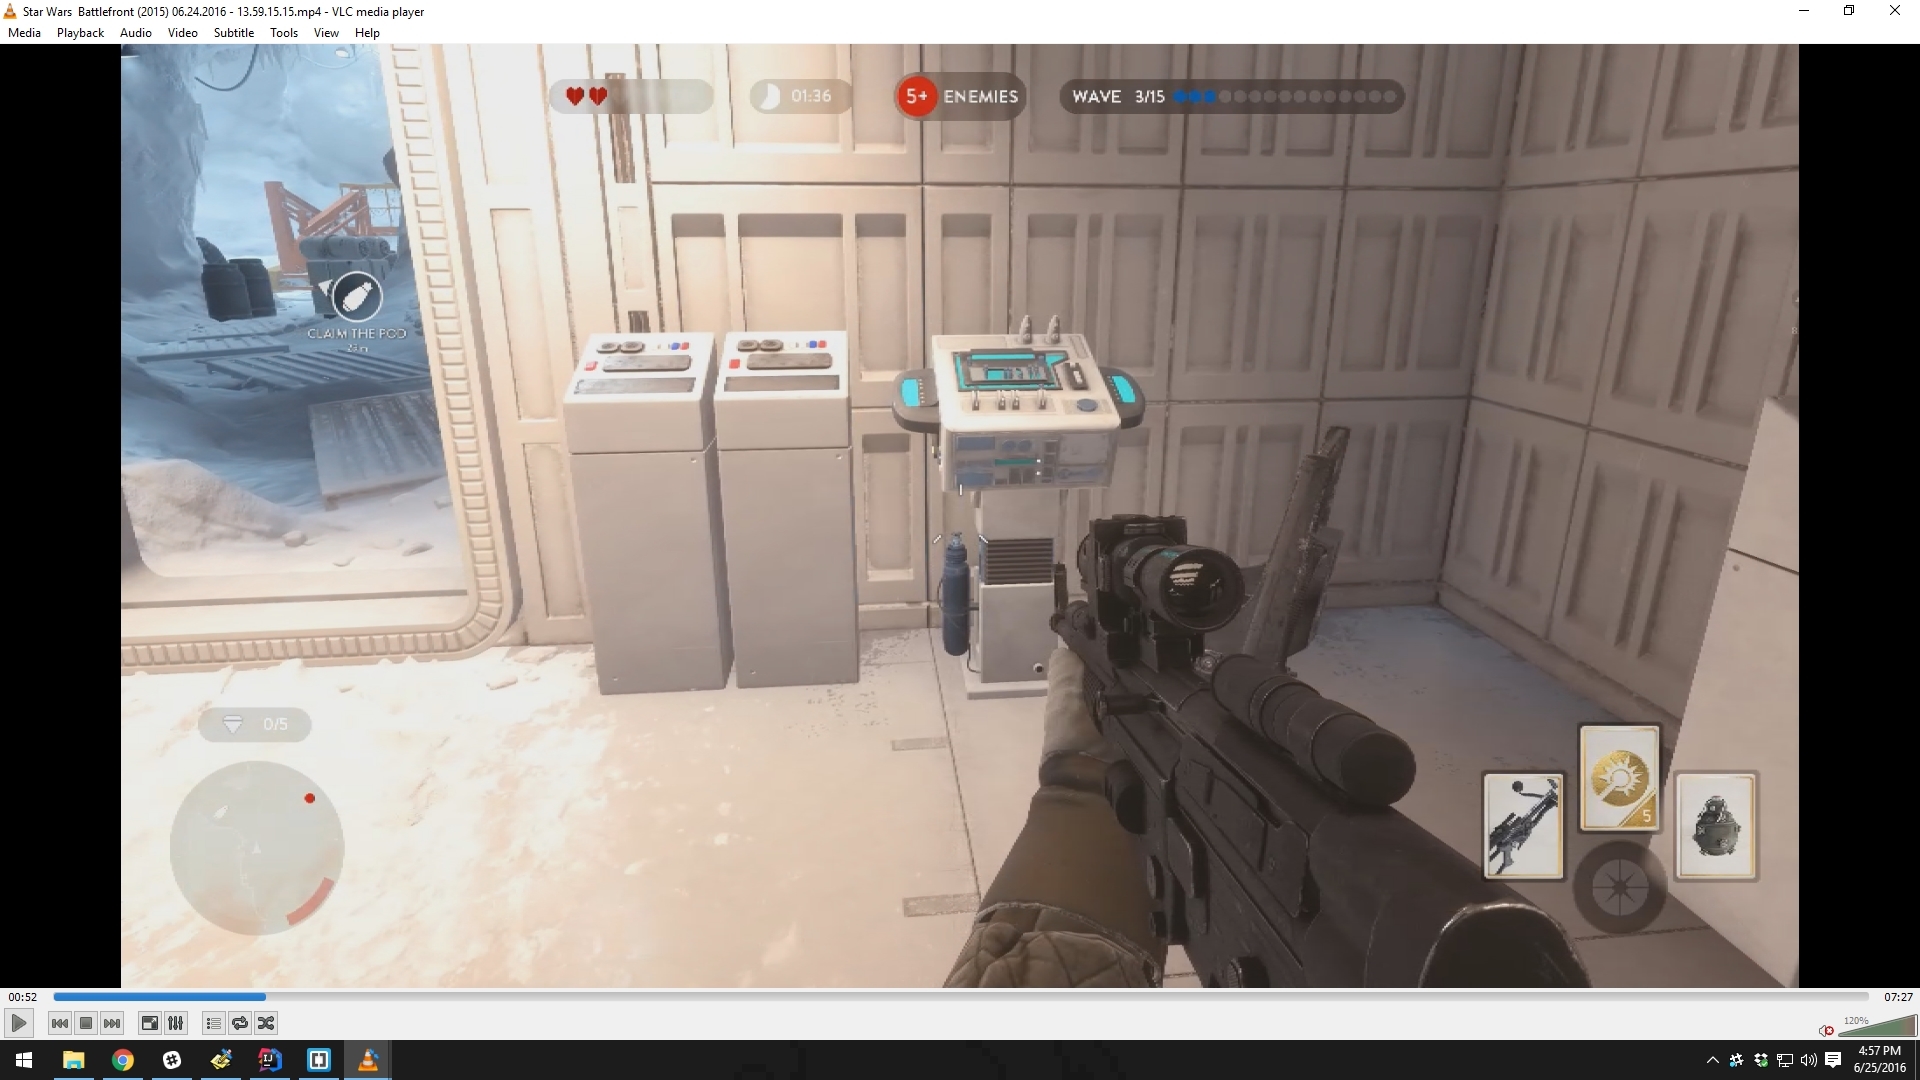 Star Wars  Battlefront (2015) 06.24.2016 - 13.59.15.15.mp4 - VLC media player
Media Playback Audio Video Subtitle Tools View Help
01:36
5+ ENEMIES
WAVE 3/15
CLAIM THE POD
0/5
5
00:52
07:27
120%
4:57 PM
6/25/2016